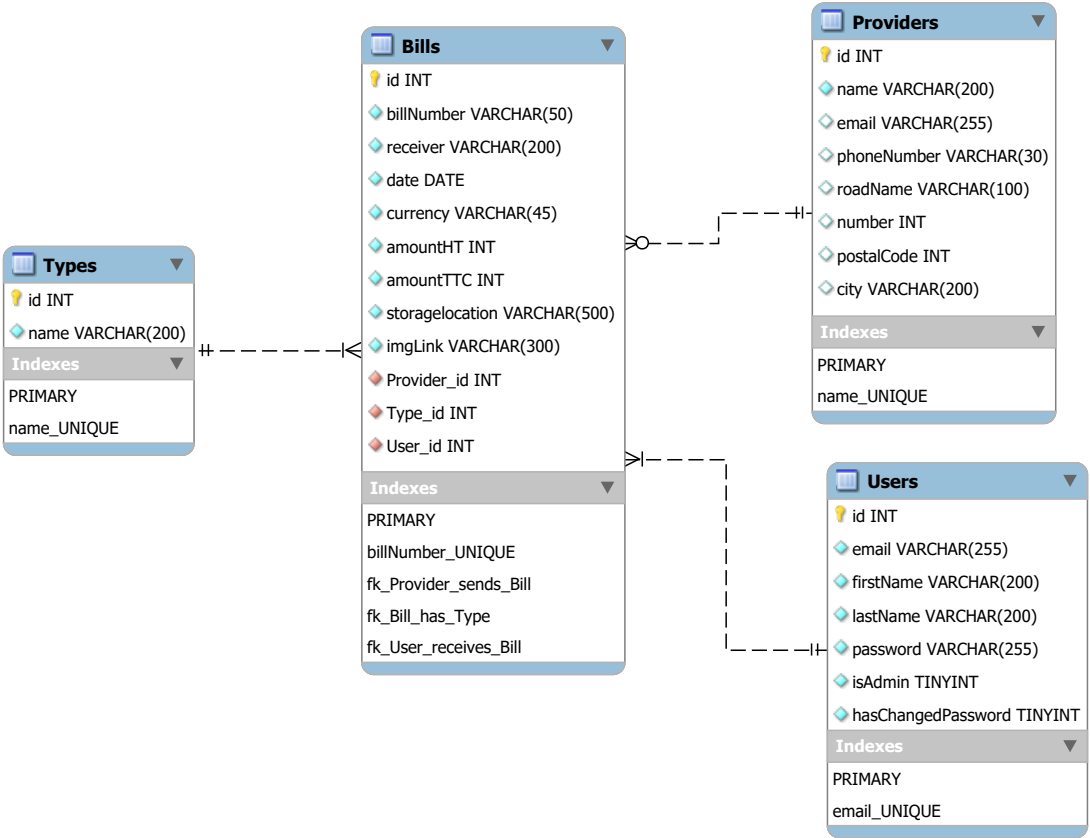 Types
id INT
name VARCHAR(200)
Indexes
PRIMARY
name_UNIQUE
Bills
id INT
billNumber VARCHAR(50)
receiver VARCHAR(200)
date DATE
currency VARCHAR(45)
amountHT INT
amountTTC INT
storagelocation VARCHAR(500)
imgLink VARCHAR(300)
Provider_id INT
Type_id INT
User_id INT
Indexes
PRIMARY
billNumber_UNIQUE
fk_Provider_sends_Bill
fk_Bill_has_Type
fk_User_receives_Bill
Providers
id INT
name VARCHAR(200)
email VARCHAR(255)
phoneNumber VARCHAR(30)
roadName VARCHAR(100)
number INT
postalCode INT
city VARCHAR(200)
Indexes
PRIMARY
name_UNIQUE
Users
id INT
email VARCHAR(255)
firstName VARCHAR(200)
lastName VARCHAR(200)
password VARCHAR(255)
isAdmin TINYINT
hasChangedPassword TINYINT
Indexes
PRIMARY
email_UNIQUE